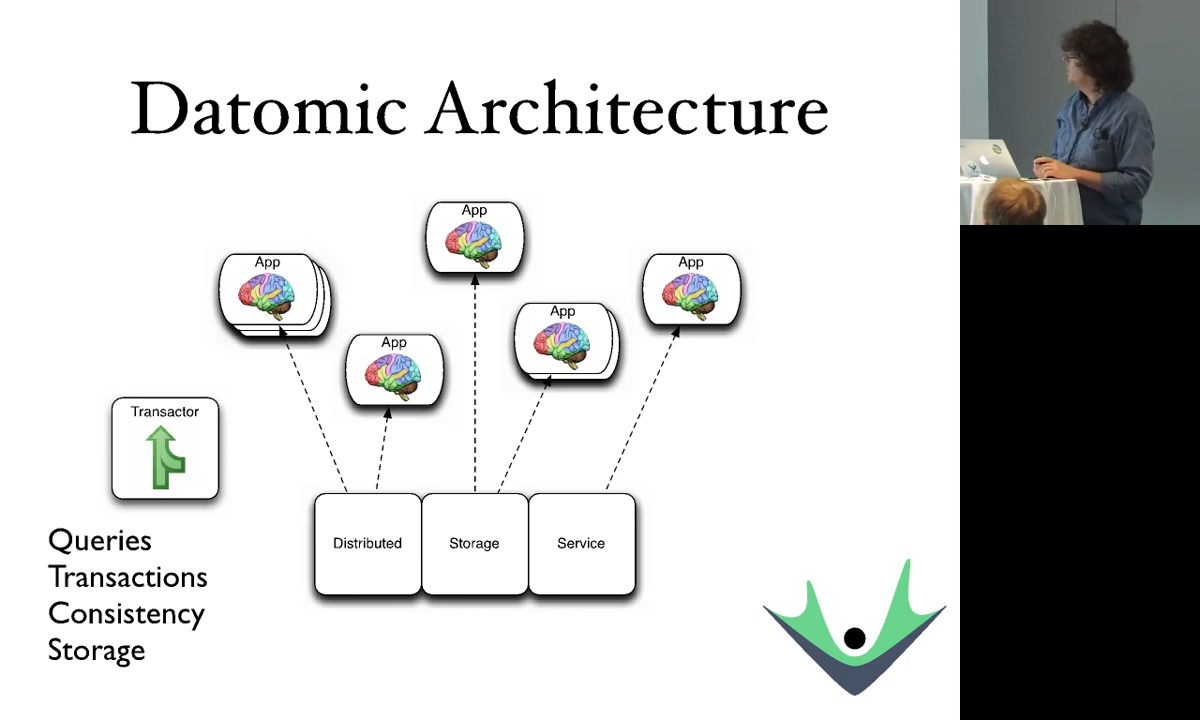 Datomic Architecture
App
App
App
App
App
Transactor
Distributed
Storage
Service
Queries
Transactions
Consistency
Storage